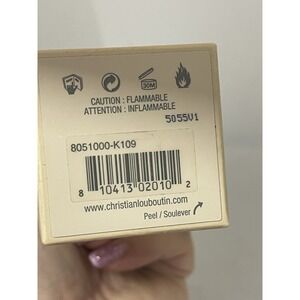 30M
CAUTION : FLAMMABLE
ATTENTION : INFLAMMABLE
5055V1
8051000-K109
8 10413 02010 2
www.christianlouboutin.com
Peel / Soulever